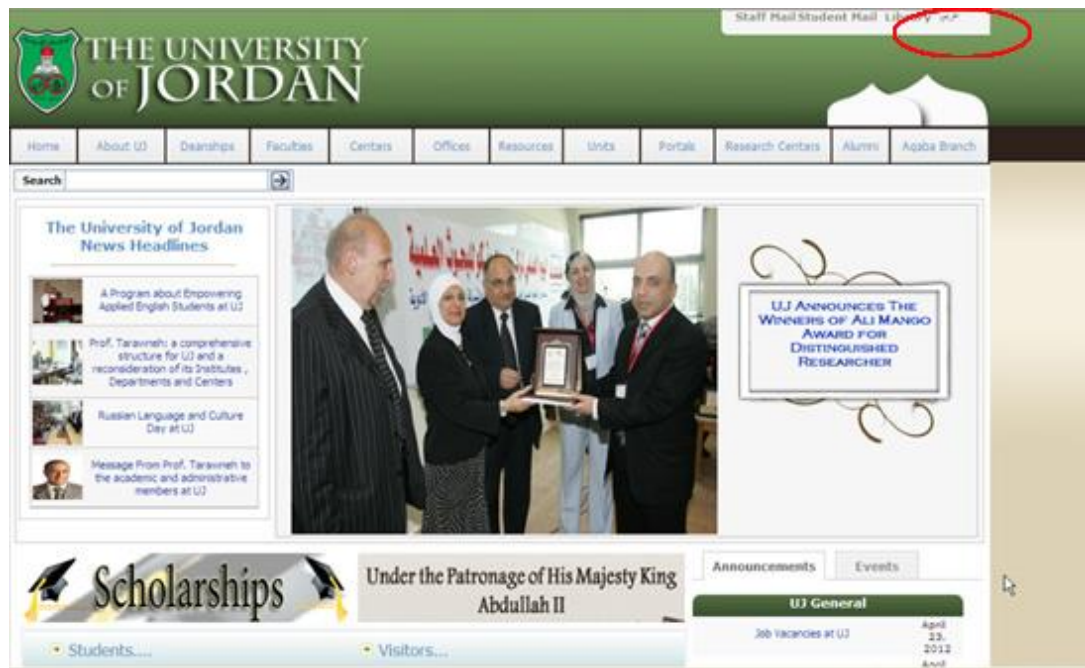 Staff Mail Student Mail Library عربي
THE UNIVERSITY
OF JORDAN
Home About UJ Deanships Faculties Centers Offices Resources Units Portals Research Centers Alumni Aqaba Branch
Search
The University of Jordan
News Headlines
A Program about Empowering
Applied English Students at UJ
Prof. Tarawneh: a comprehensive
structure for UJ and a
reconsideration of its Institutes ,
Departments and Centers
Russian Language and Culture
Day at UJ
Message From Prof. Tarawneh to
the academic and administrative
members at UJ
UJ Announces The
Winners of Ali Mango
Award for
Distinguished
Researcher
Scholarships
Under the Patronage of His Majesty King
Abdullah II
Announcements Events
UJ General
Job Vacancies at UJ
April
23,
2012
April
Students....
Visitors...